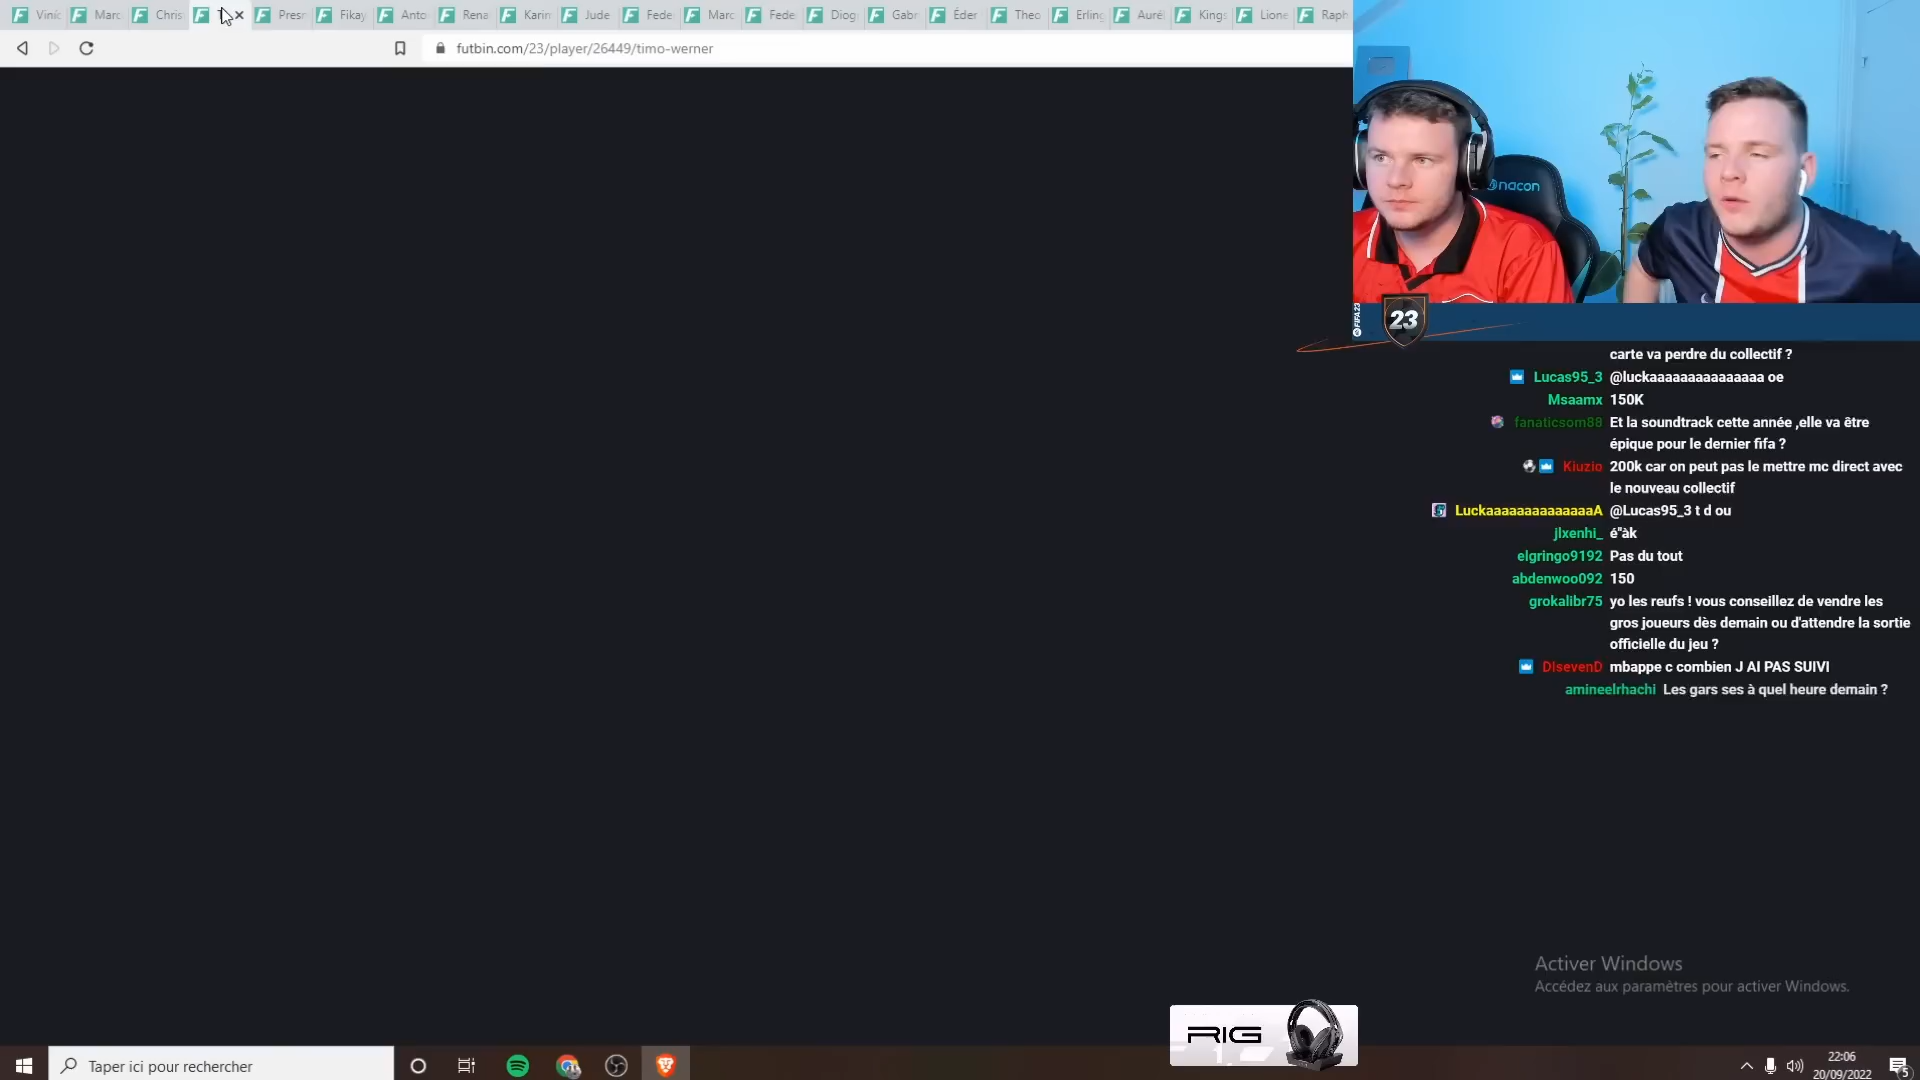 Vinic Marc Chris Presn Fikay Anto Rena Karin Jude Fede Marc Fede Diog Gabr Éder Theo Erling Auréli Kings Lione Raph
futbin.com/23/player/26449/timo-werner
nacon
FIFA 23
23
carte va perdre du collectif ?
Lucas95_3 @luckaaaaaaaaaaaaaaa oe
Msaamx 150K
fanaticsom88 Et la soundtrack cette année ,elle va être
épique pour le dernier fifa ?
Kiuzio 200k car on peut pas le mettre mc direct avec
le nouveau collectif
LuckaaaaaaaaaaaaaaA @Lucas95_3 t d ou
jlxenhi_ é"àk
elgringo9192 Pas du tout
abdenwoo092 150
grokalibr75 yo les reufs ! vous conseillez de vendre les
gros joueurs dès demain ou d'attendre la sortie
officielle du jeu ?
DlsevenD mbappe c combien J AI PAS SUIVI
amineelrhachi Les gars ses à quel heure demain ?
Activer Windows
Accédez aux paramètres pour activer Windows.
RIG
Taper ici pour rechercher
22:06
20/09/2022
5